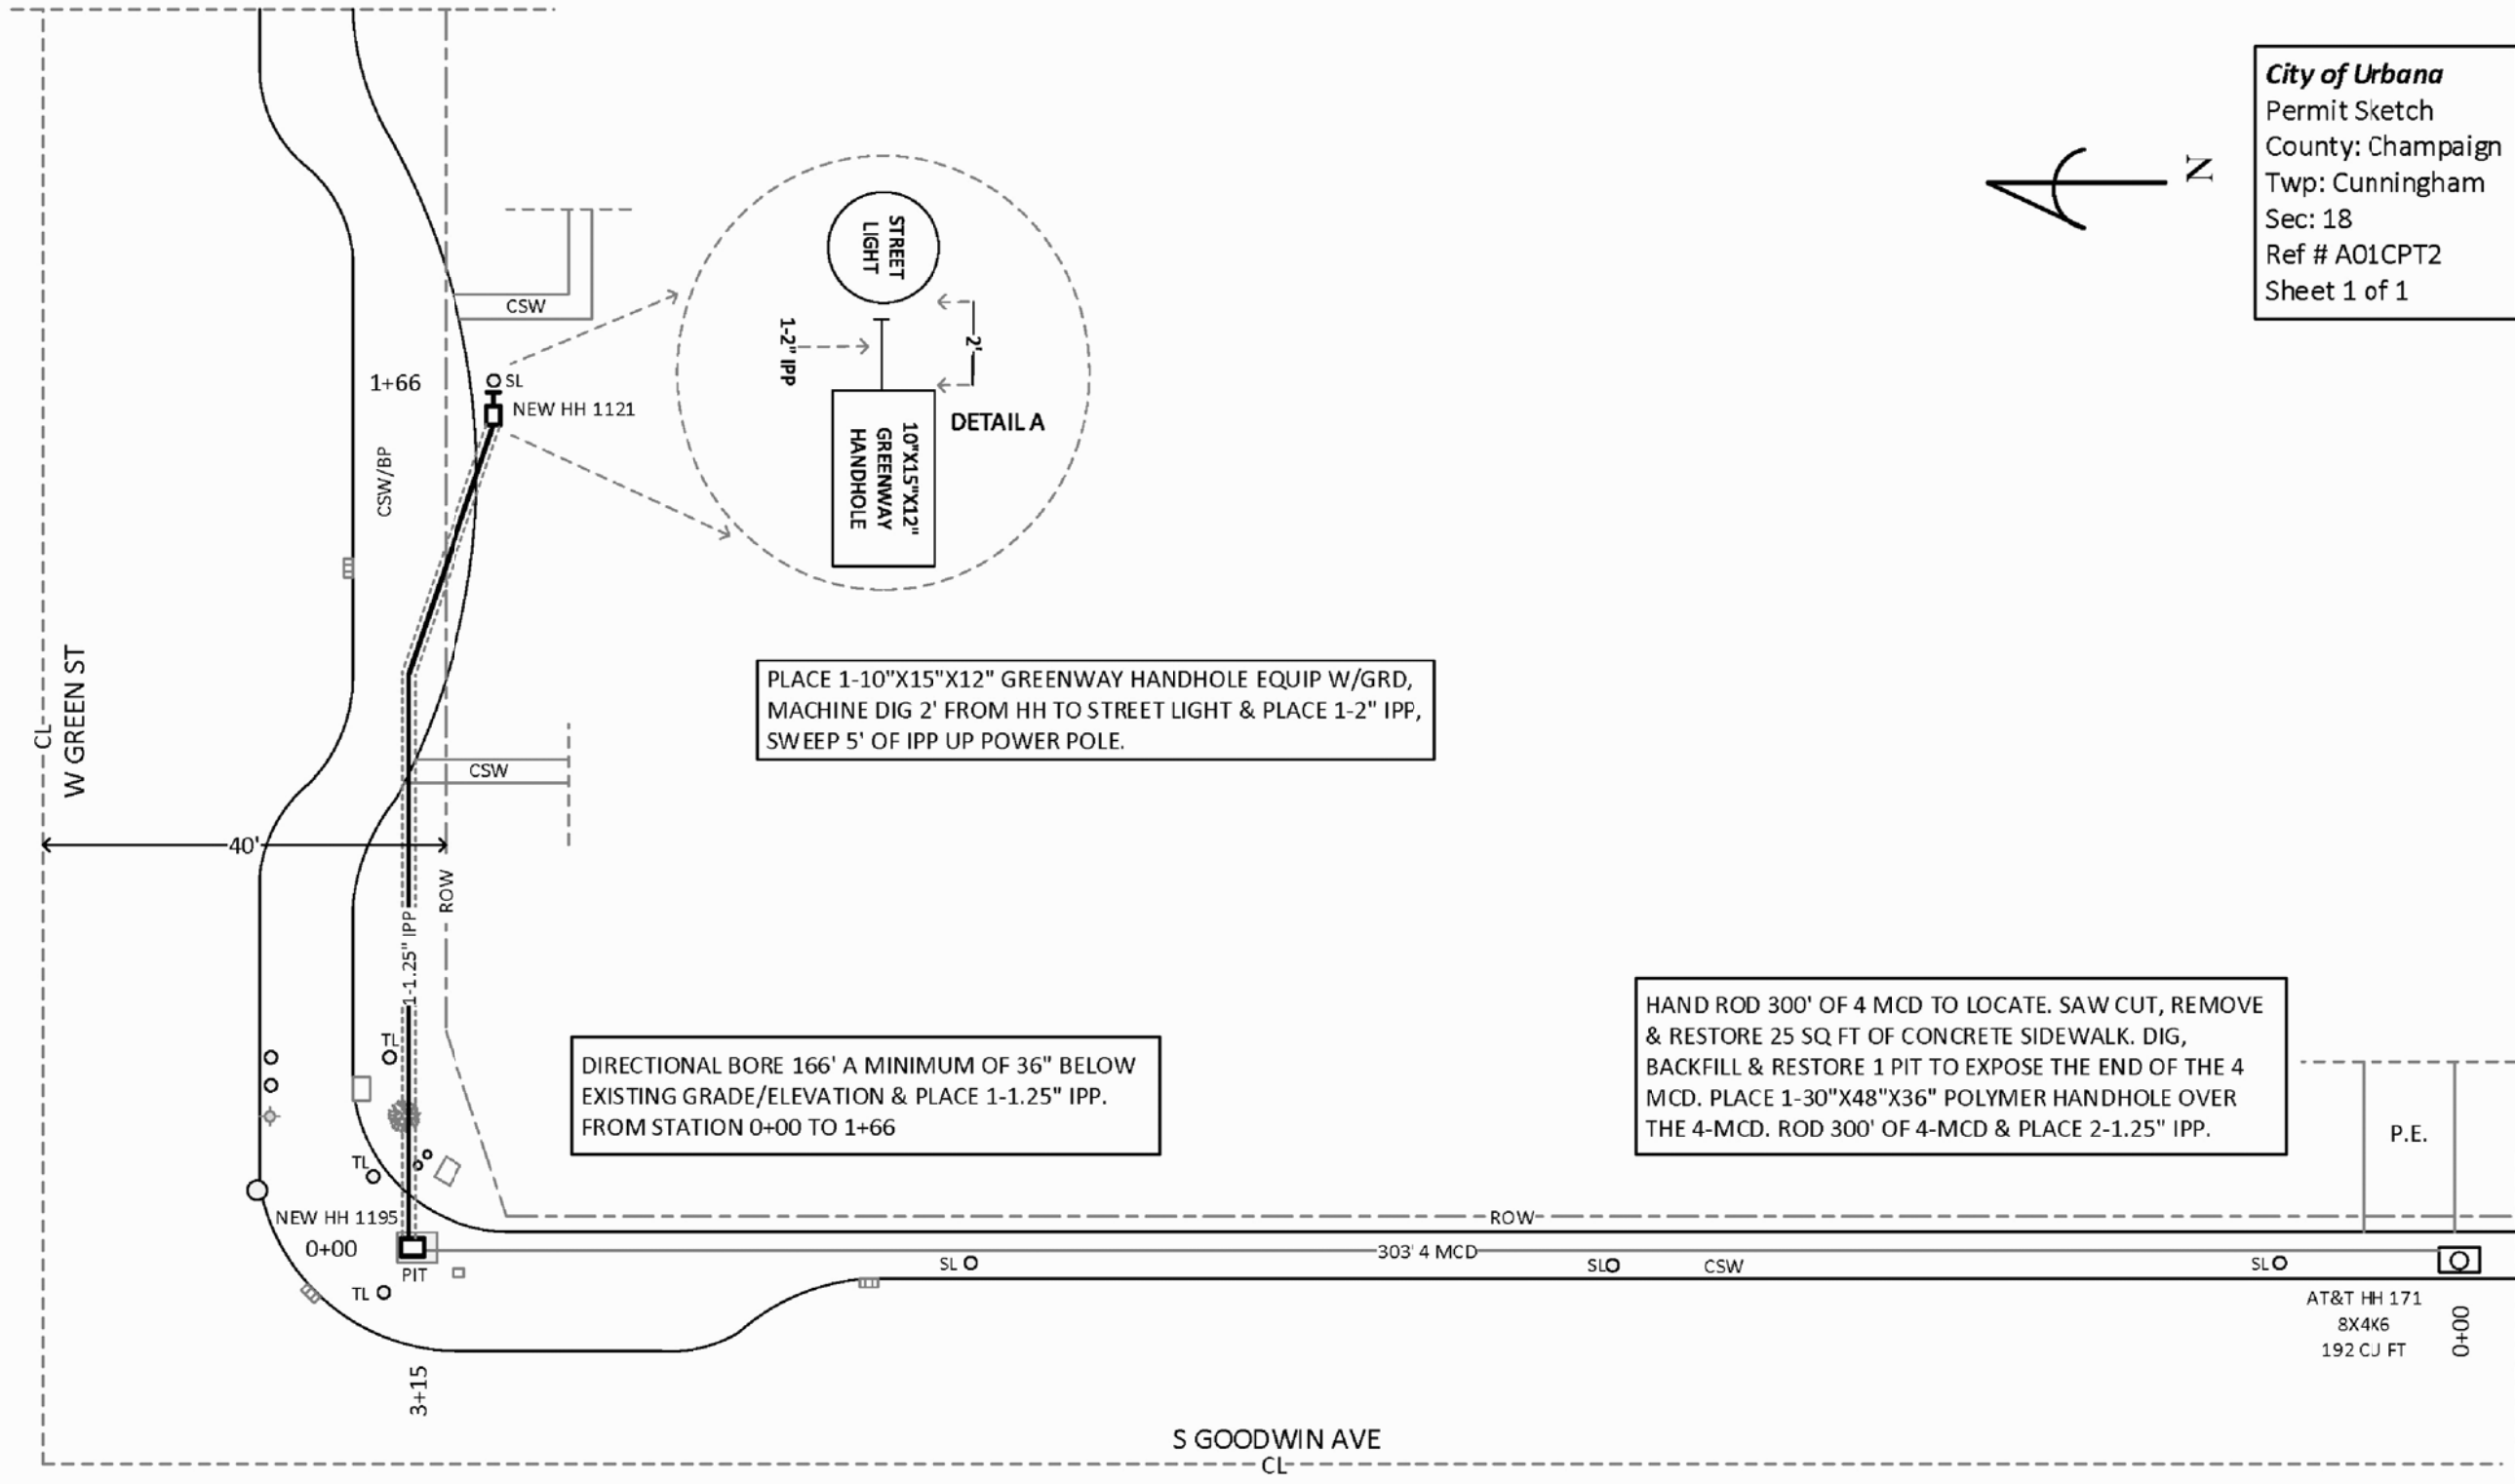 City of Urbana
Permit Sketch
County: Champaign
Twp: Cunningham
Sec: 18
Ref # A01CPT2
Sheet 1 of 1
N
STREET
LIGHT
1-2" IPP
2'
10"X15"X12"
GREENWAY
HANDHOLE
DETAIL A
CSW
1+66
SL
NEW HH 1121
CSW/BP
CL
W GREEN ST
PLACE 1-10"X15"X12" GREENWAY HANDHOLE EQUIP W/GRD,
MACHINE DIG 2' FROM HH TO STREET LIGHT & PLACE 1-2" IPP,
SWEEP 5' OF IPP UP POWER POLE.
CSW
40'
ROW
1-1.25" IPP
TL
DIRECTIONAL BORE 166' A MINIMUM OF 36" BELOW
EXISTING GRADE/ELEVATION & PLACE 1-1.25" IPP.
FROM STATION 0+00 TO 1+66
HAND ROD 300' OF 4 MCD TO LOCATE. SAW CUT, REMOVE
& RESTORE 25 SQ FT OF CONCRETE SIDEWALK. DIG,
BACKFILL & RESTORE 1 PIT TO EXPOSE THE END OF THE 4
MCD. PLACE 1-30"X48"X36" POLYMER HANDHOLE OVER
THE 4-MCD. ROD 300' OF 4-MCD & PLACE 2-1.25" IPP.
P.E.
TL
NEW HH 1195
0+00
PIT
TL
ROW
303' 4 MCD
SL
SL
CSW
SL
AT&T HH 171
8X4X6
192 CU FT
0+00
3+15
S GOODWIN AVE
CL